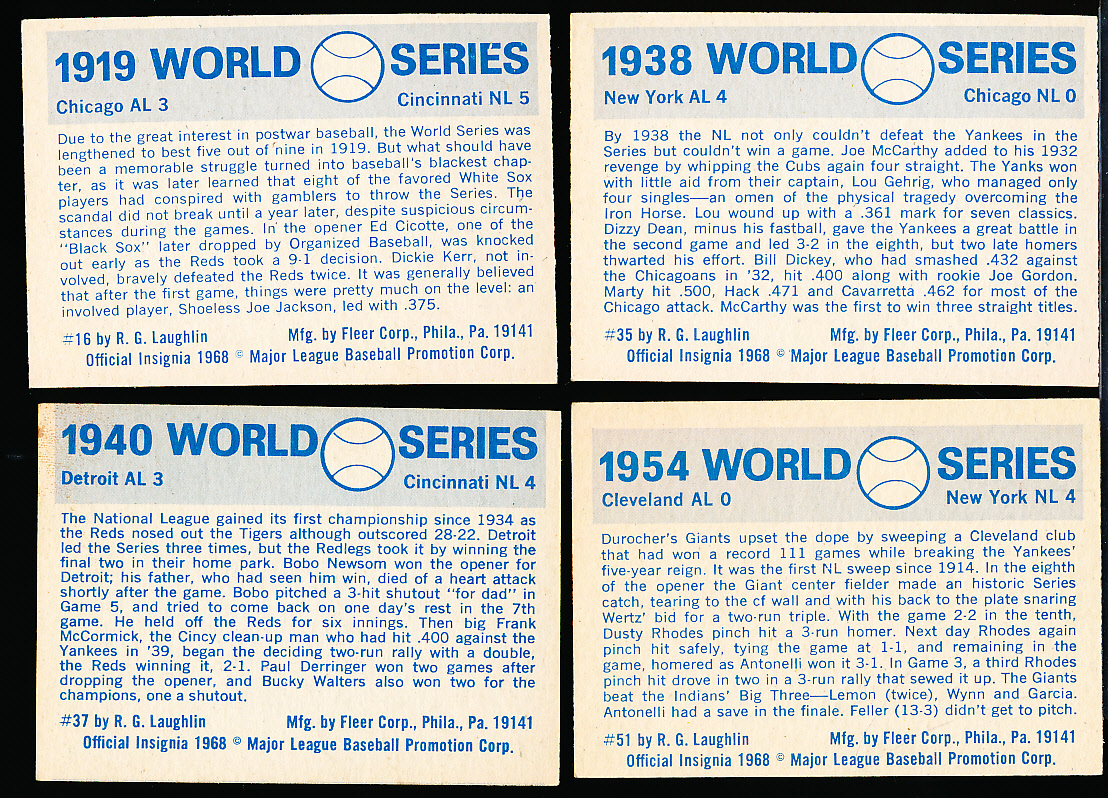 1919 WORLD SERIES
Chicago AL 3 Cincinnati NL 5
Due to the great interest in postwar baseball, the World Series was
lengthened to best five out of nine in 1919. But what should have
been a memorable struggle turned into baseball's blackest chap-
ter, as it was later learned that eight of the favored White Sox
players had conspired with gamblers to throw the Series. The
scandal did not break until a year later, despite suspicious circum-
stances during the games. In the opener Ed Cicotte, one of the
"Black Sox" later dropped by Organized Baseball, was knocked
out early as the Reds took a 9-1 decision. Dickie Kerr, not in-
volved, bravely defeated the Reds twice. It was generally believed
that after the first game, things were pretty much on the level: an
involved player, Shoeless Joe Jackson, led with .375.
#16 by R. G. Laughlin Mfg. by Fleer Corp., Phila., Pa. 19141
Official Insignia 1968 © Major League Baseball Promotion Corp.
1938 WORLD SERIES
New York AL 4 Chicago NL 0
By 1938 the NL not only couldn't defeat the Yankees in the
Series but couldn't win a game. Joe McCarthy added to his 1932
revenge by whipping the Cubs again four straight. The Yanks won
with little aid from their captain, Lou Gehrig, who managed only
four singles—an omen of the physical tragedy overcoming the
Iron Horse. Lou wound up with a .361 mark for seven classics.
Dizzy Dean, minus his fastball, gave the Yankees a great battle in
the second game and led 3-2 in the eighth, but two late homers
thwarted his effort. Bill Dickey, who had smashed .432 against
the Chicagoans in '32, hit .400 along with rookie Joe Gordon.
Marty hit .500, Hack .471 and Cavarretta .462 for most of the
Chicago attack. McCarthy was the first to win three straight titles.
#35 by R. G. Laughlin Mfg. by Fleer Corp., Phila., Pa. 19141
Official Insignia 1968 © Major League Baseball Promotion Corp.
1940 WORLD SERIES
Detroit AL 3 Cincinnati NL 4
The National League gained its first championship since 1934 as
the Reds nosed out the Tigers although outscored 28-22. Detroit
led the Series three times, but the Redlegs took it by winning the
final two in their home park. Bobo Newsom won the opener for
Detroit; his father, who had seen him win, died of a heart attack
shortly after the game. Bobo pitched a 3-hit shutout "for dad" in
Game 5, and tried to come back on one day's rest in the 7th
game. He held off the Reds for six innings. Then big Frank
McCormick, the Cincy clean-up man who had hit .400 against the
Yankees in '39, began the deciding two-run rally with a double,
the Reds winning it, 2-1. Paul Derringer won two games after
dropping the opener, and Bucky Walters also won two for the
champions, one a shutout.
#37 by R. G. Laughlin Mfg. by Fleer Corp., Phila., Pa. 19141
Official Insignia 1968 © Major League Baseball Promotion Corp.
1954 WORLD SERIES
Cleveland AL 0 New York NL 4
Durocher's Giants upset the dope by sweeping a Cleveland club
that had won a record 111 games while breaking the Yankees'
five-year reign. It was the first NL sweep since 1914. In the eighth
of the opener the Giant center fielder made an historic Series
catch, tearing to the cf wall and with his back to the plate snaring
Wertz' bid for a two-run triple. With the game 2-2 in the tenth,
Dusty Rhodes pinch hit a 3-run homer. Next day Rhodes again
pinch hit safely, tying the game at 1-1, and remaining in the
game, homered as Antonelli won it 3-1. In Game 3, a third Rhodes
pinch hit drove in two in a 3-run rally that sewed it up. The Giants
beat the Indians' Big Three—Lemon (twice), Wynn and Garcia.
Antonelli had a save in the finale. Feller (13-3) didn't get to pitch.
#51 by R. G. Laughlin Mfg. by Fleer Corp., Phila., Pa. 19141
Official Insignia 1968 © Major League Baseball Promotion Corp.